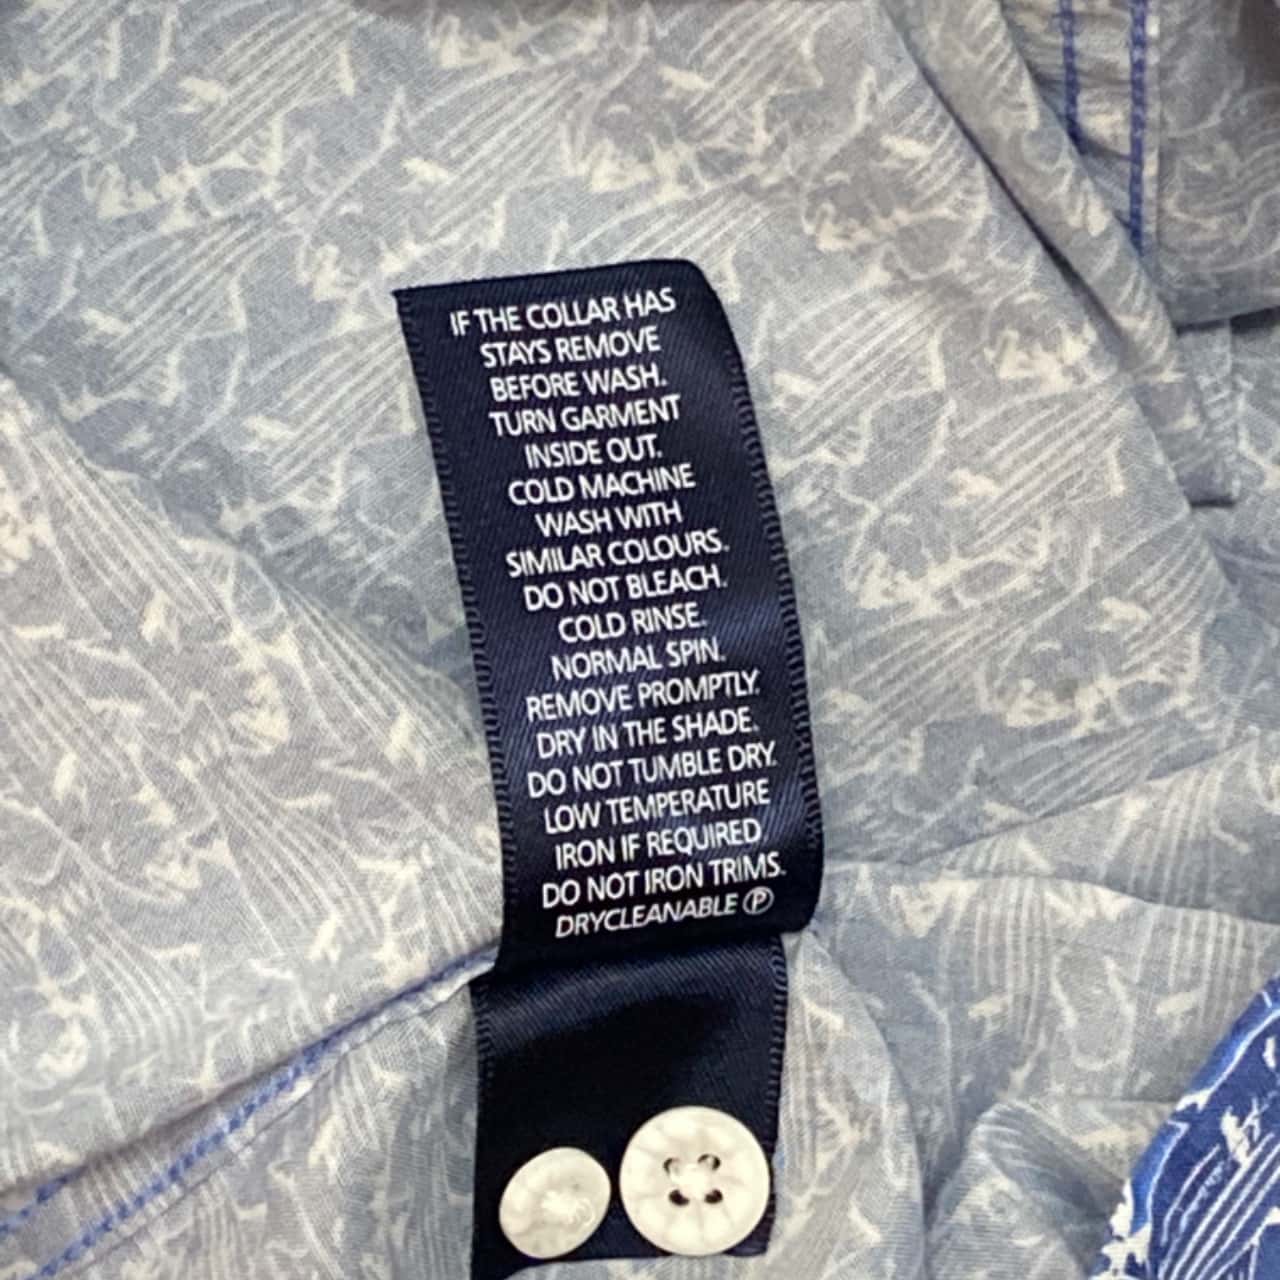 IF THE COLLAR HAS
STAYS REMOVE
BEFORE WASH.
TURN GARMENT
INSIDE OUT.
COLD MACHINE
WASH WITH
SIMILAR COLOURS.
DO NOT BLEACH.
COLD RINSE.
NORMAL SPIN.
REMOVE PROMPTLY.
DRY IN THE SHADE.
DO NOT TUMBLE DRY.
LOW TEMPERATURE
IRON IF REQUIRED
DO NOT IRON TRIMS.
DRYCLEANABLE Ⓟ